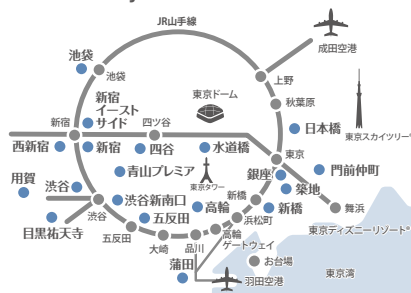 JR山手線
成田空港
池袋
池袋
上野
新宿
イースト
サイド
東京ドーム
秋葉原
新宿
四ツ谷
日本橋
東京スカイツリー®
西新宿
新宿
四谷
水道橋
東京
青山プレミア
東京タワー
銀座
門前仲町
用賀
渋谷
築地
渋谷新南口
高輪
新橋
新橋
舞浜
渋谷
五反田
浜松町
目黒祐天寺
五反田
高輪
ゲートウェイ
東京ディズニーリゾート®
大崎
品川
お台場
蒲田
羽田空港
東京湾